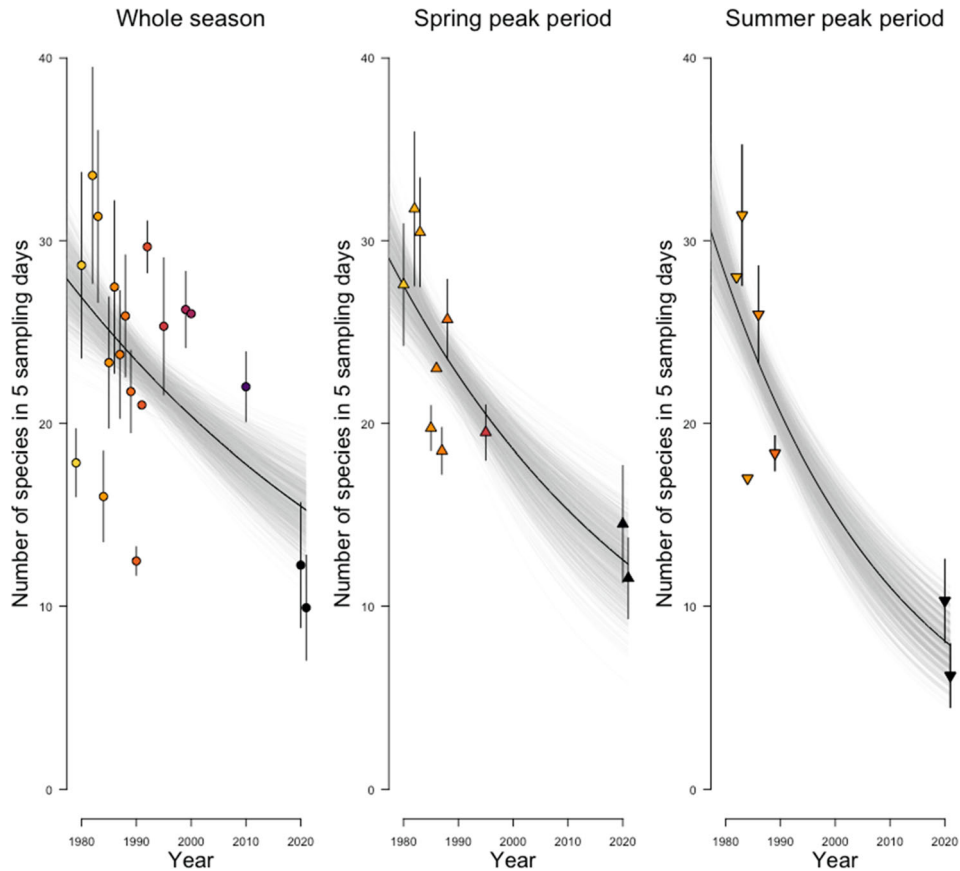 Whole season
Spring peak period
Summer peak period
Number of species in 5 sampling days
40
30
20
10
0
1980 1990 2000 2010 2020
Year
Number of species in 5 sampling days
40
30
20
10
0
1980 1990 2000 2010 2020
Year
Number of species in 5 sampling days
40
30
20
10
0
1980 1990 2000 2010 2020
Year